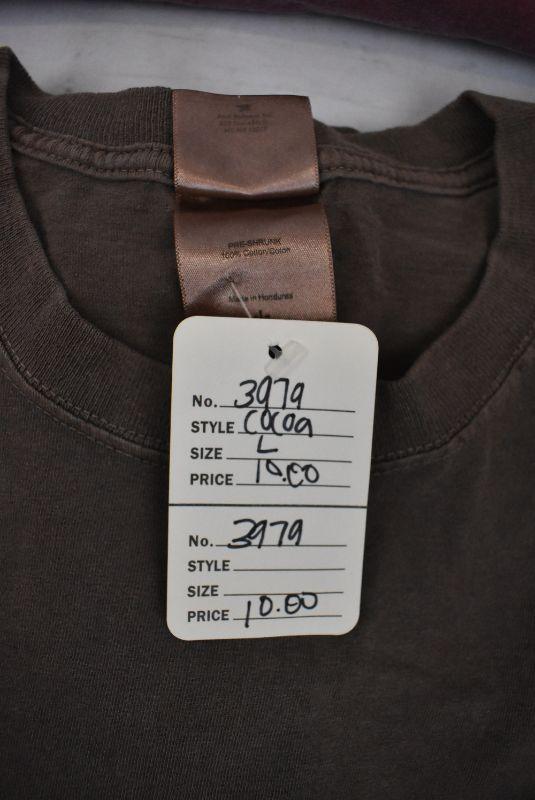 PRE-SHRUNK
100% Cotton/Coton
Made in Honduras
No. 3979
STYLE Cocoa
SIZE L
PRICE 10.00
No. 3979
STYLE
SIZE
PRICE 10.00